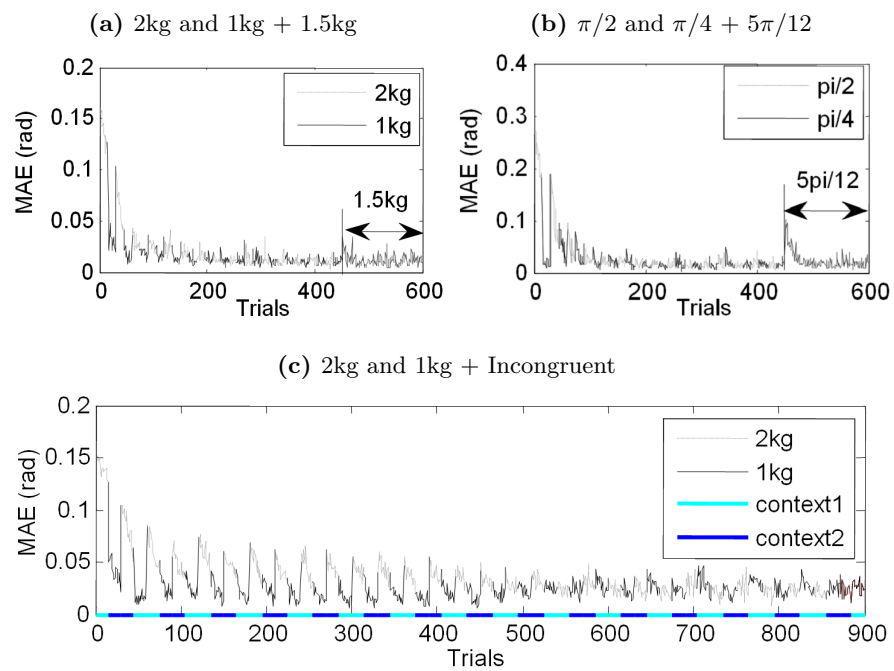 (a) 2kg and 1kg + 1.5kg
MAE (rad)
0.2
0.15
0.1
0.05
0
2kg
1kg
1.5kg
0 200 400 600
Trials
(b) π/2 and π/4 + 5π/12
MAE (rad)
0.4
0.3
0.2
0.1
0
pi/2
pi/4
5pi/12
0 200 400 600
Trials
(c) 2kg and 1kg + Incongruent
MAE (rad)
0.2
0.15
0.1
0.05
0
2kg
1kg
context1
context2
0 100 200 300 400 500 600 700 800 900
Trials